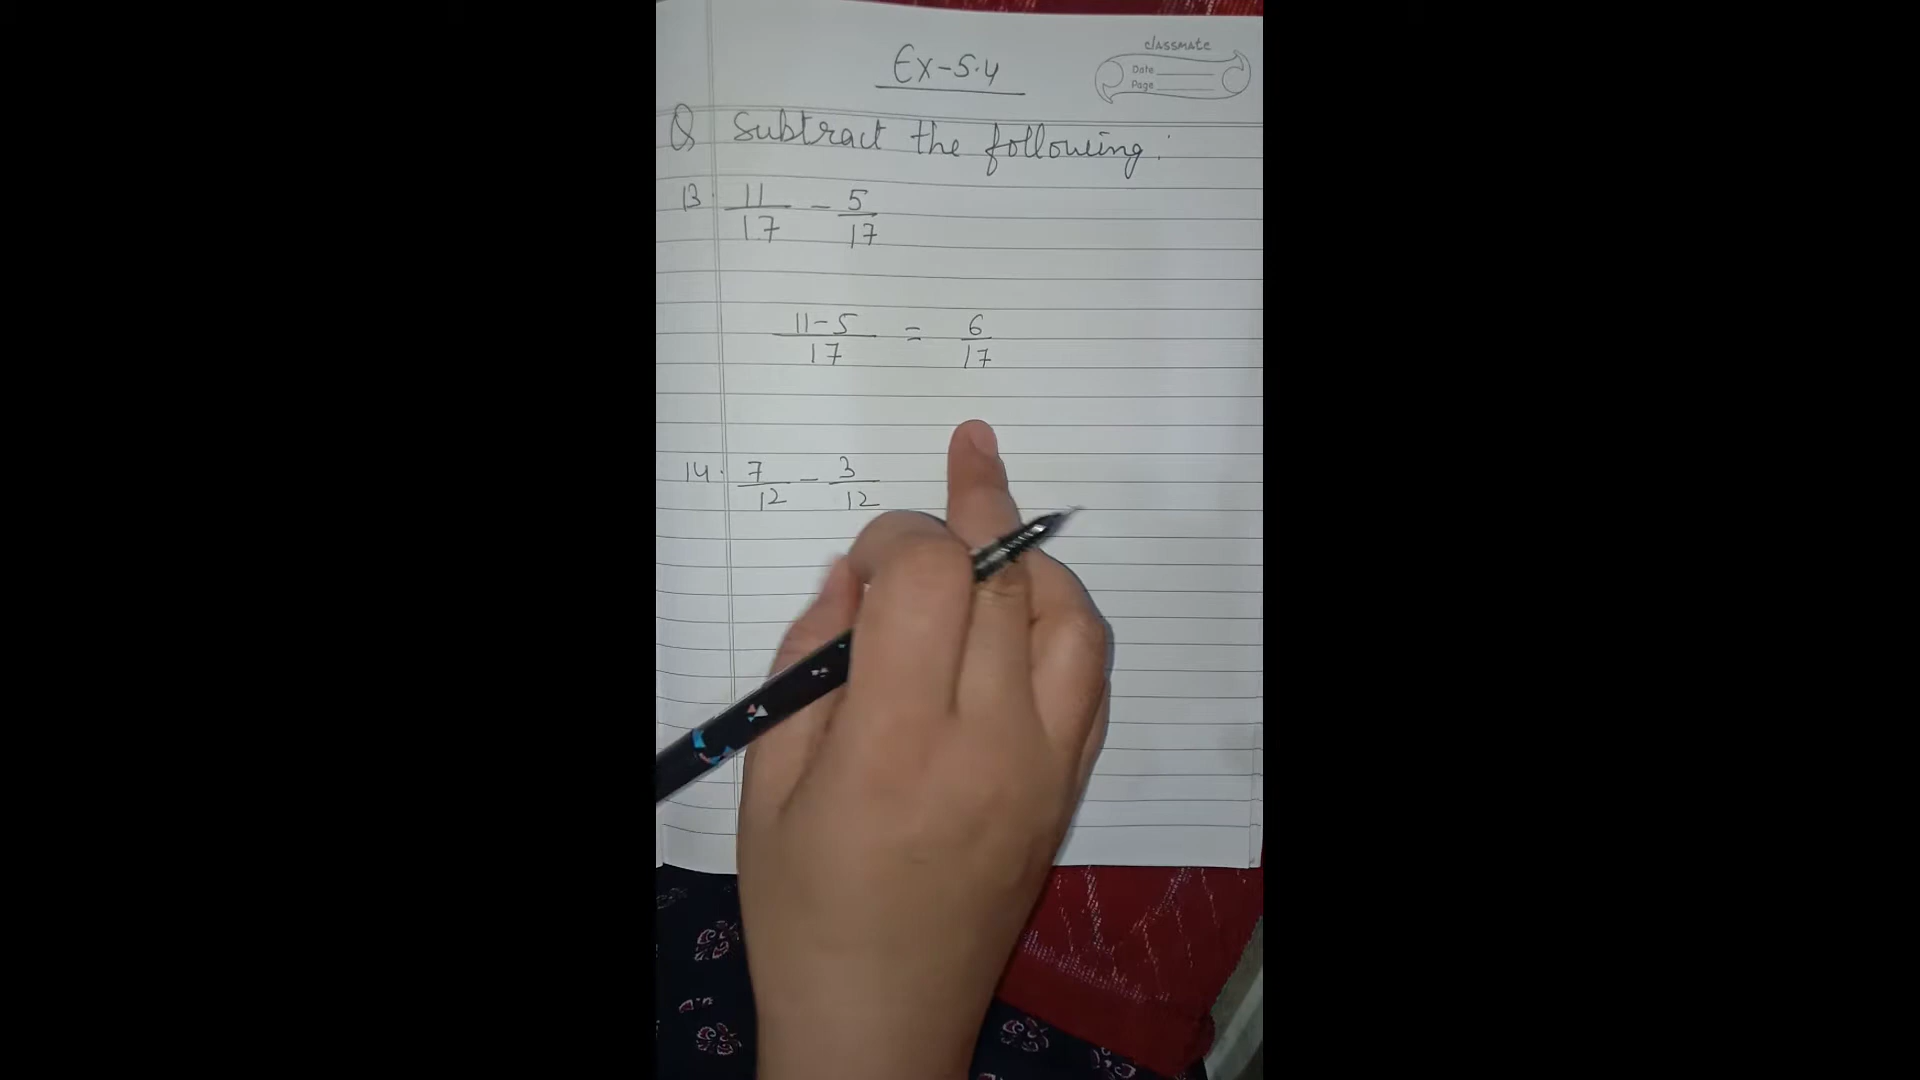 Ex-5.4
classmate
Date
Page
Q Subtract the following:
13. 11/17 - 5/17
11-5/17 = 6/17
14. 7/12 - 3/12